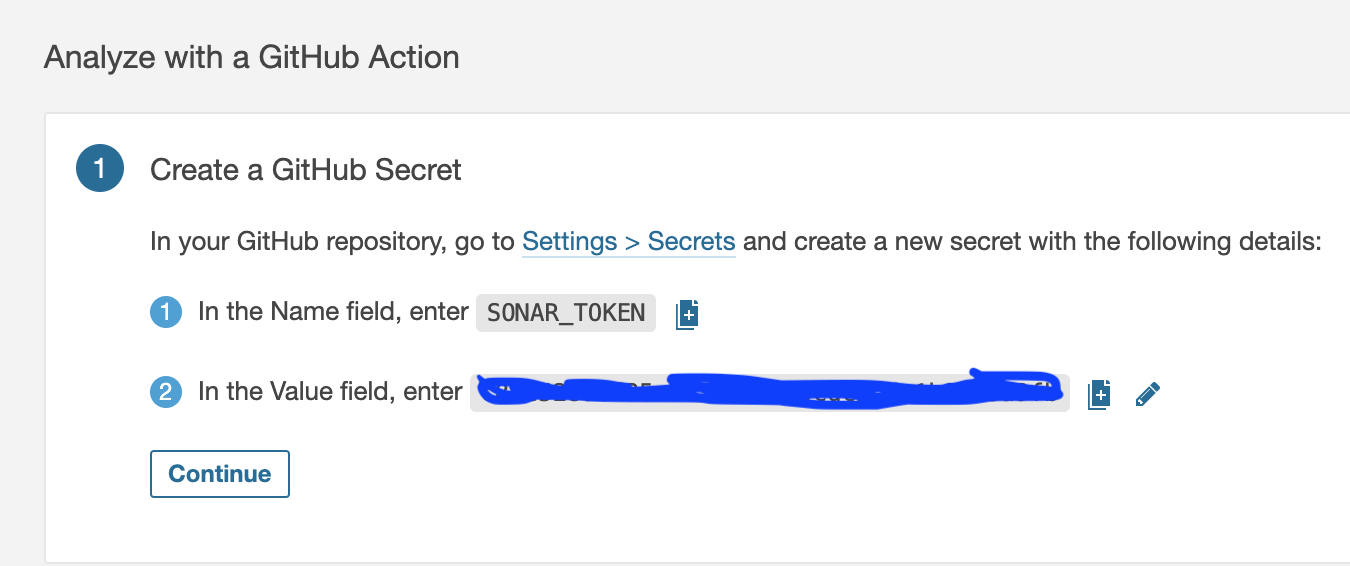 Analyze with a GitHub Action
1 Create a GitHub Secret
In your GitHub repository, go to Settings > Secrets and create a new secret with the following details:
1 In the Name field, enter SONAR_TOKEN
2 In the Value field, enter
Continue